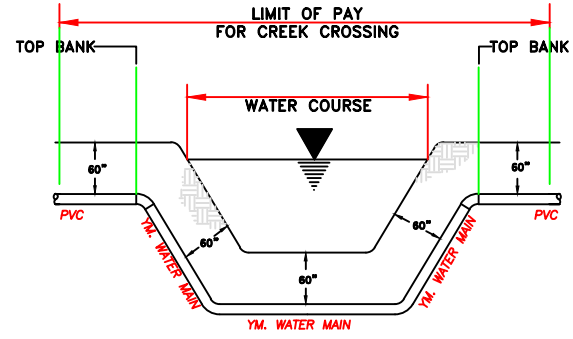 LIMIT OF PAY
FOR CREEK CROSSING
TOP BANK
TOP BANK
WATER COURSE
60"
60"
60"
60"
60"
PVC
PVC
YM. WATER MAIN
YM. WATER MAIN
YM. WATER MAIN